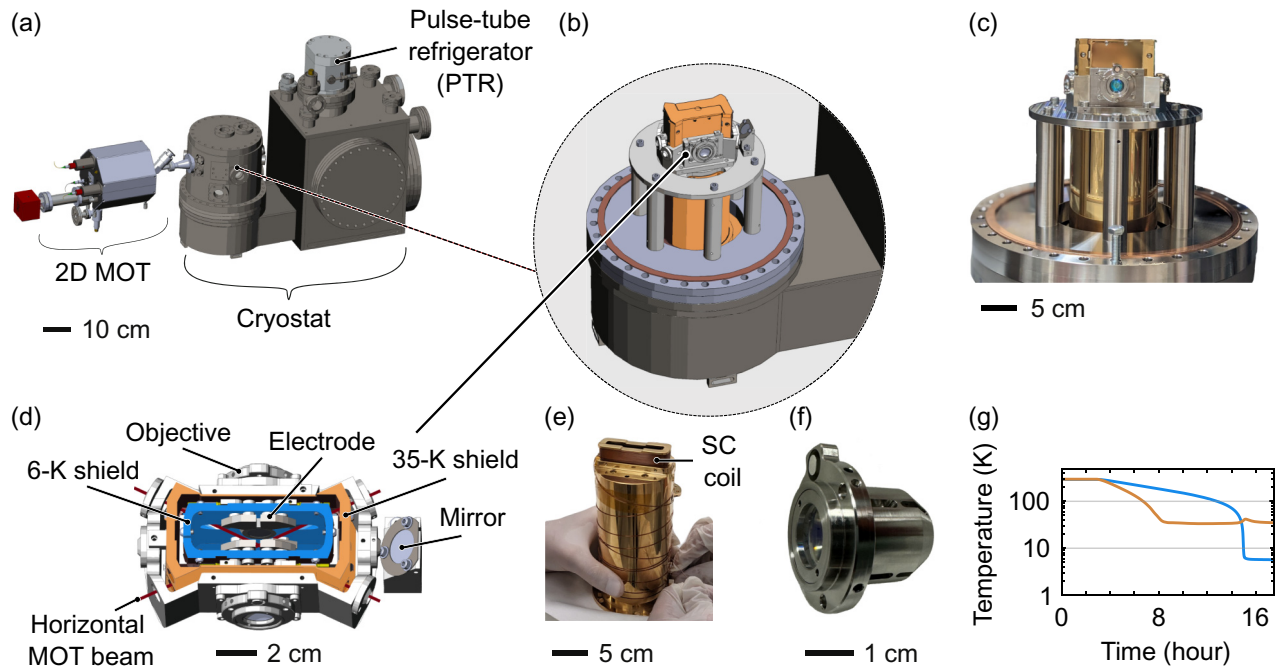 (a)
Pulse-tube
refrigerator
(PTR)
2D MOT
Cryostat
10 cm
(b)
(c)
5 cm
(d)
Objective
Electrode
6-K shield
35-K shield
Mirror
Horizontal
MOT beam
2 cm
(e)
SC
coil
5 cm
(f)
1 cm
(g)
Temperature (K)
100
10
1
0 8 16
Time (hour)